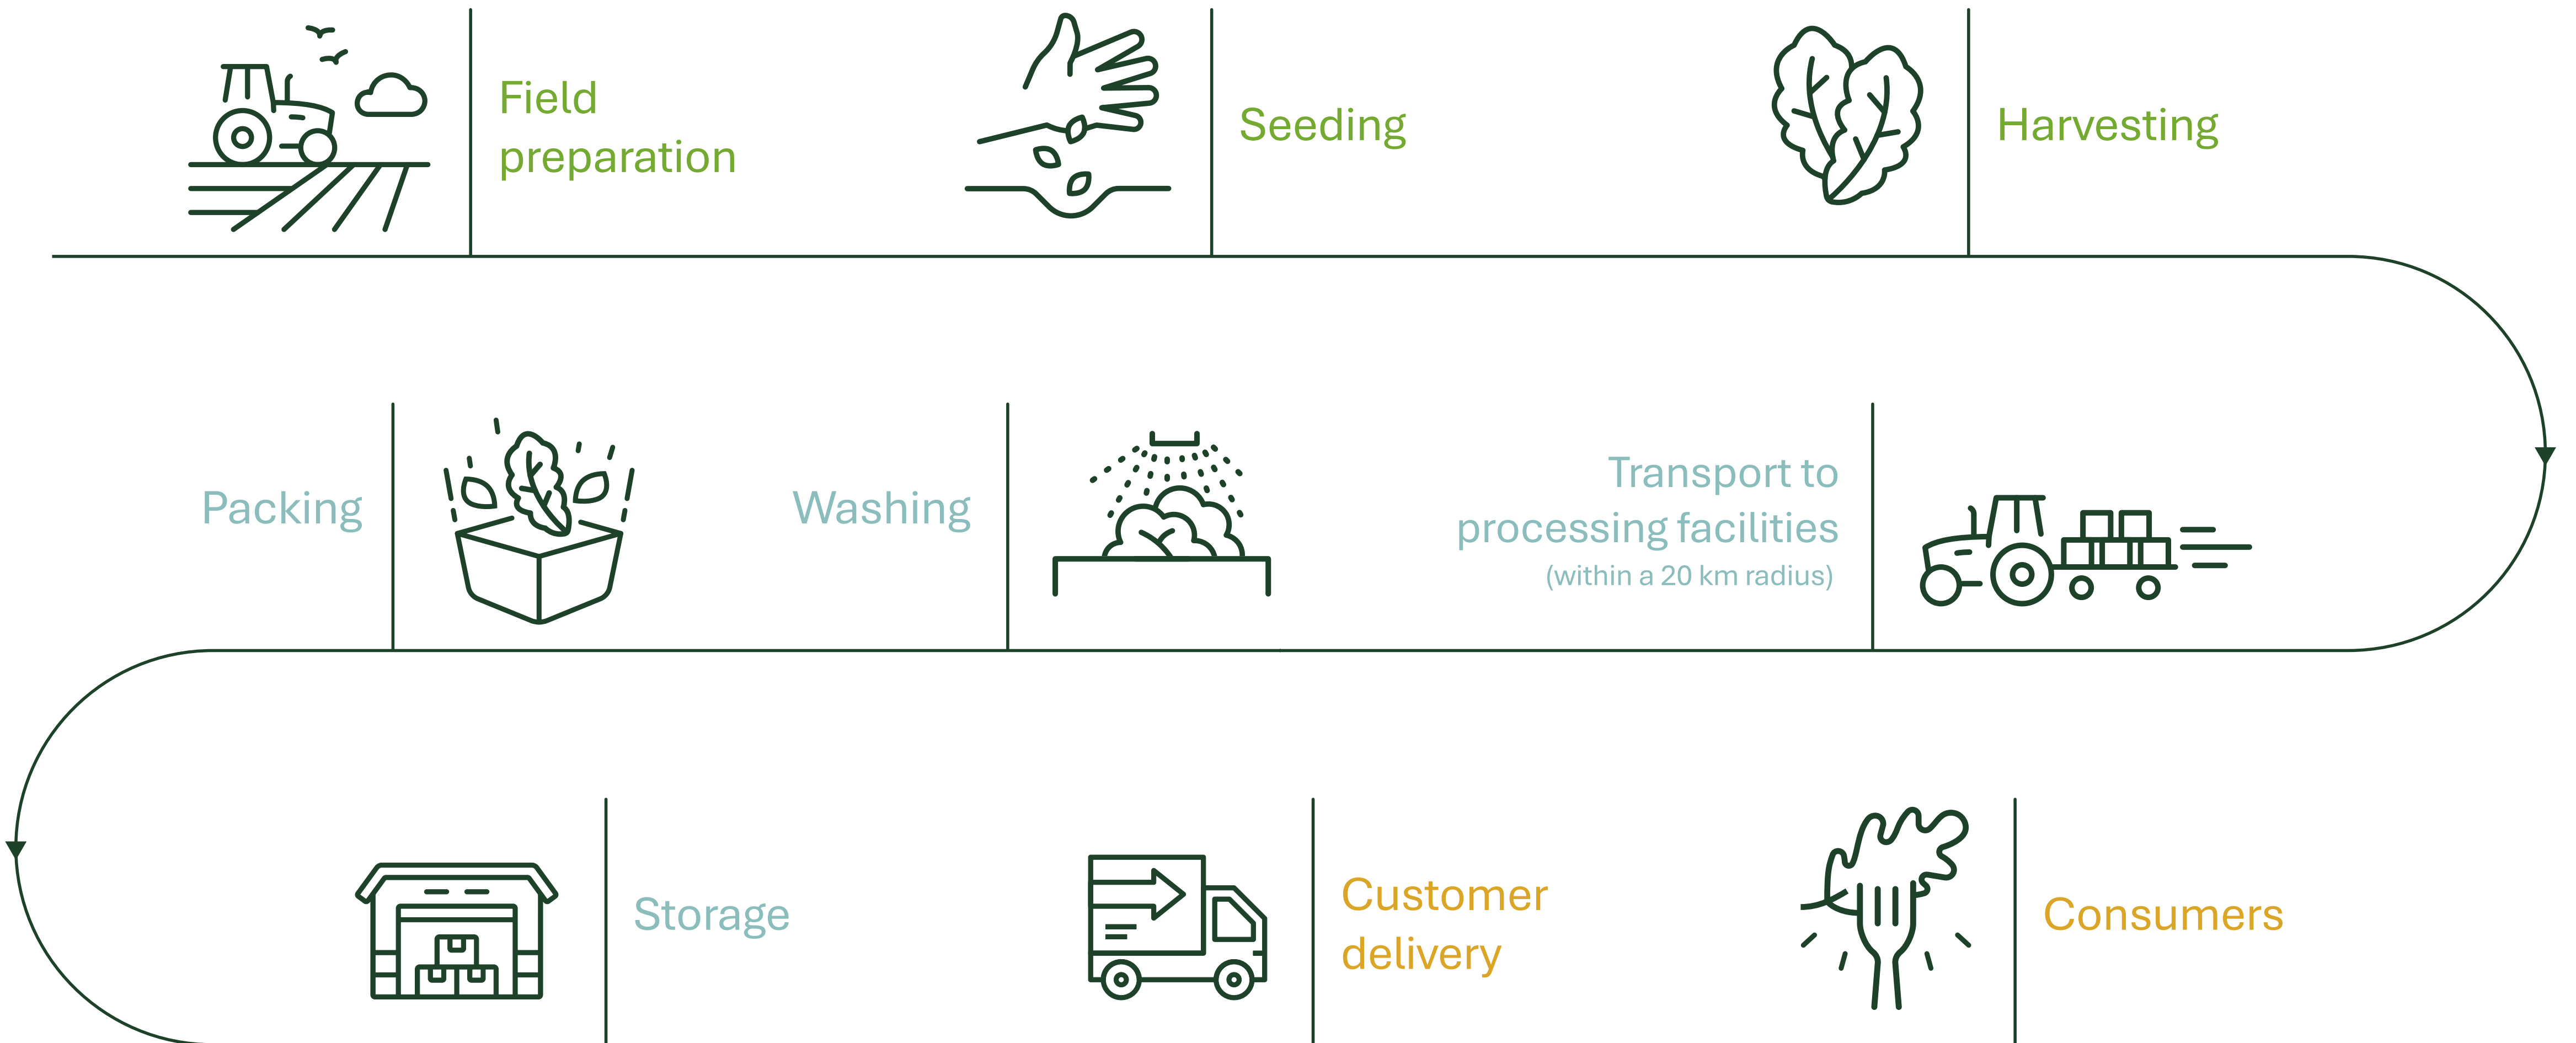 Field
preparation
Seeding
Harvesting
Transport to
processing facilities
(within a 20 km radius)
Washing
Packing
Storage
Customer
delivery
Consumers